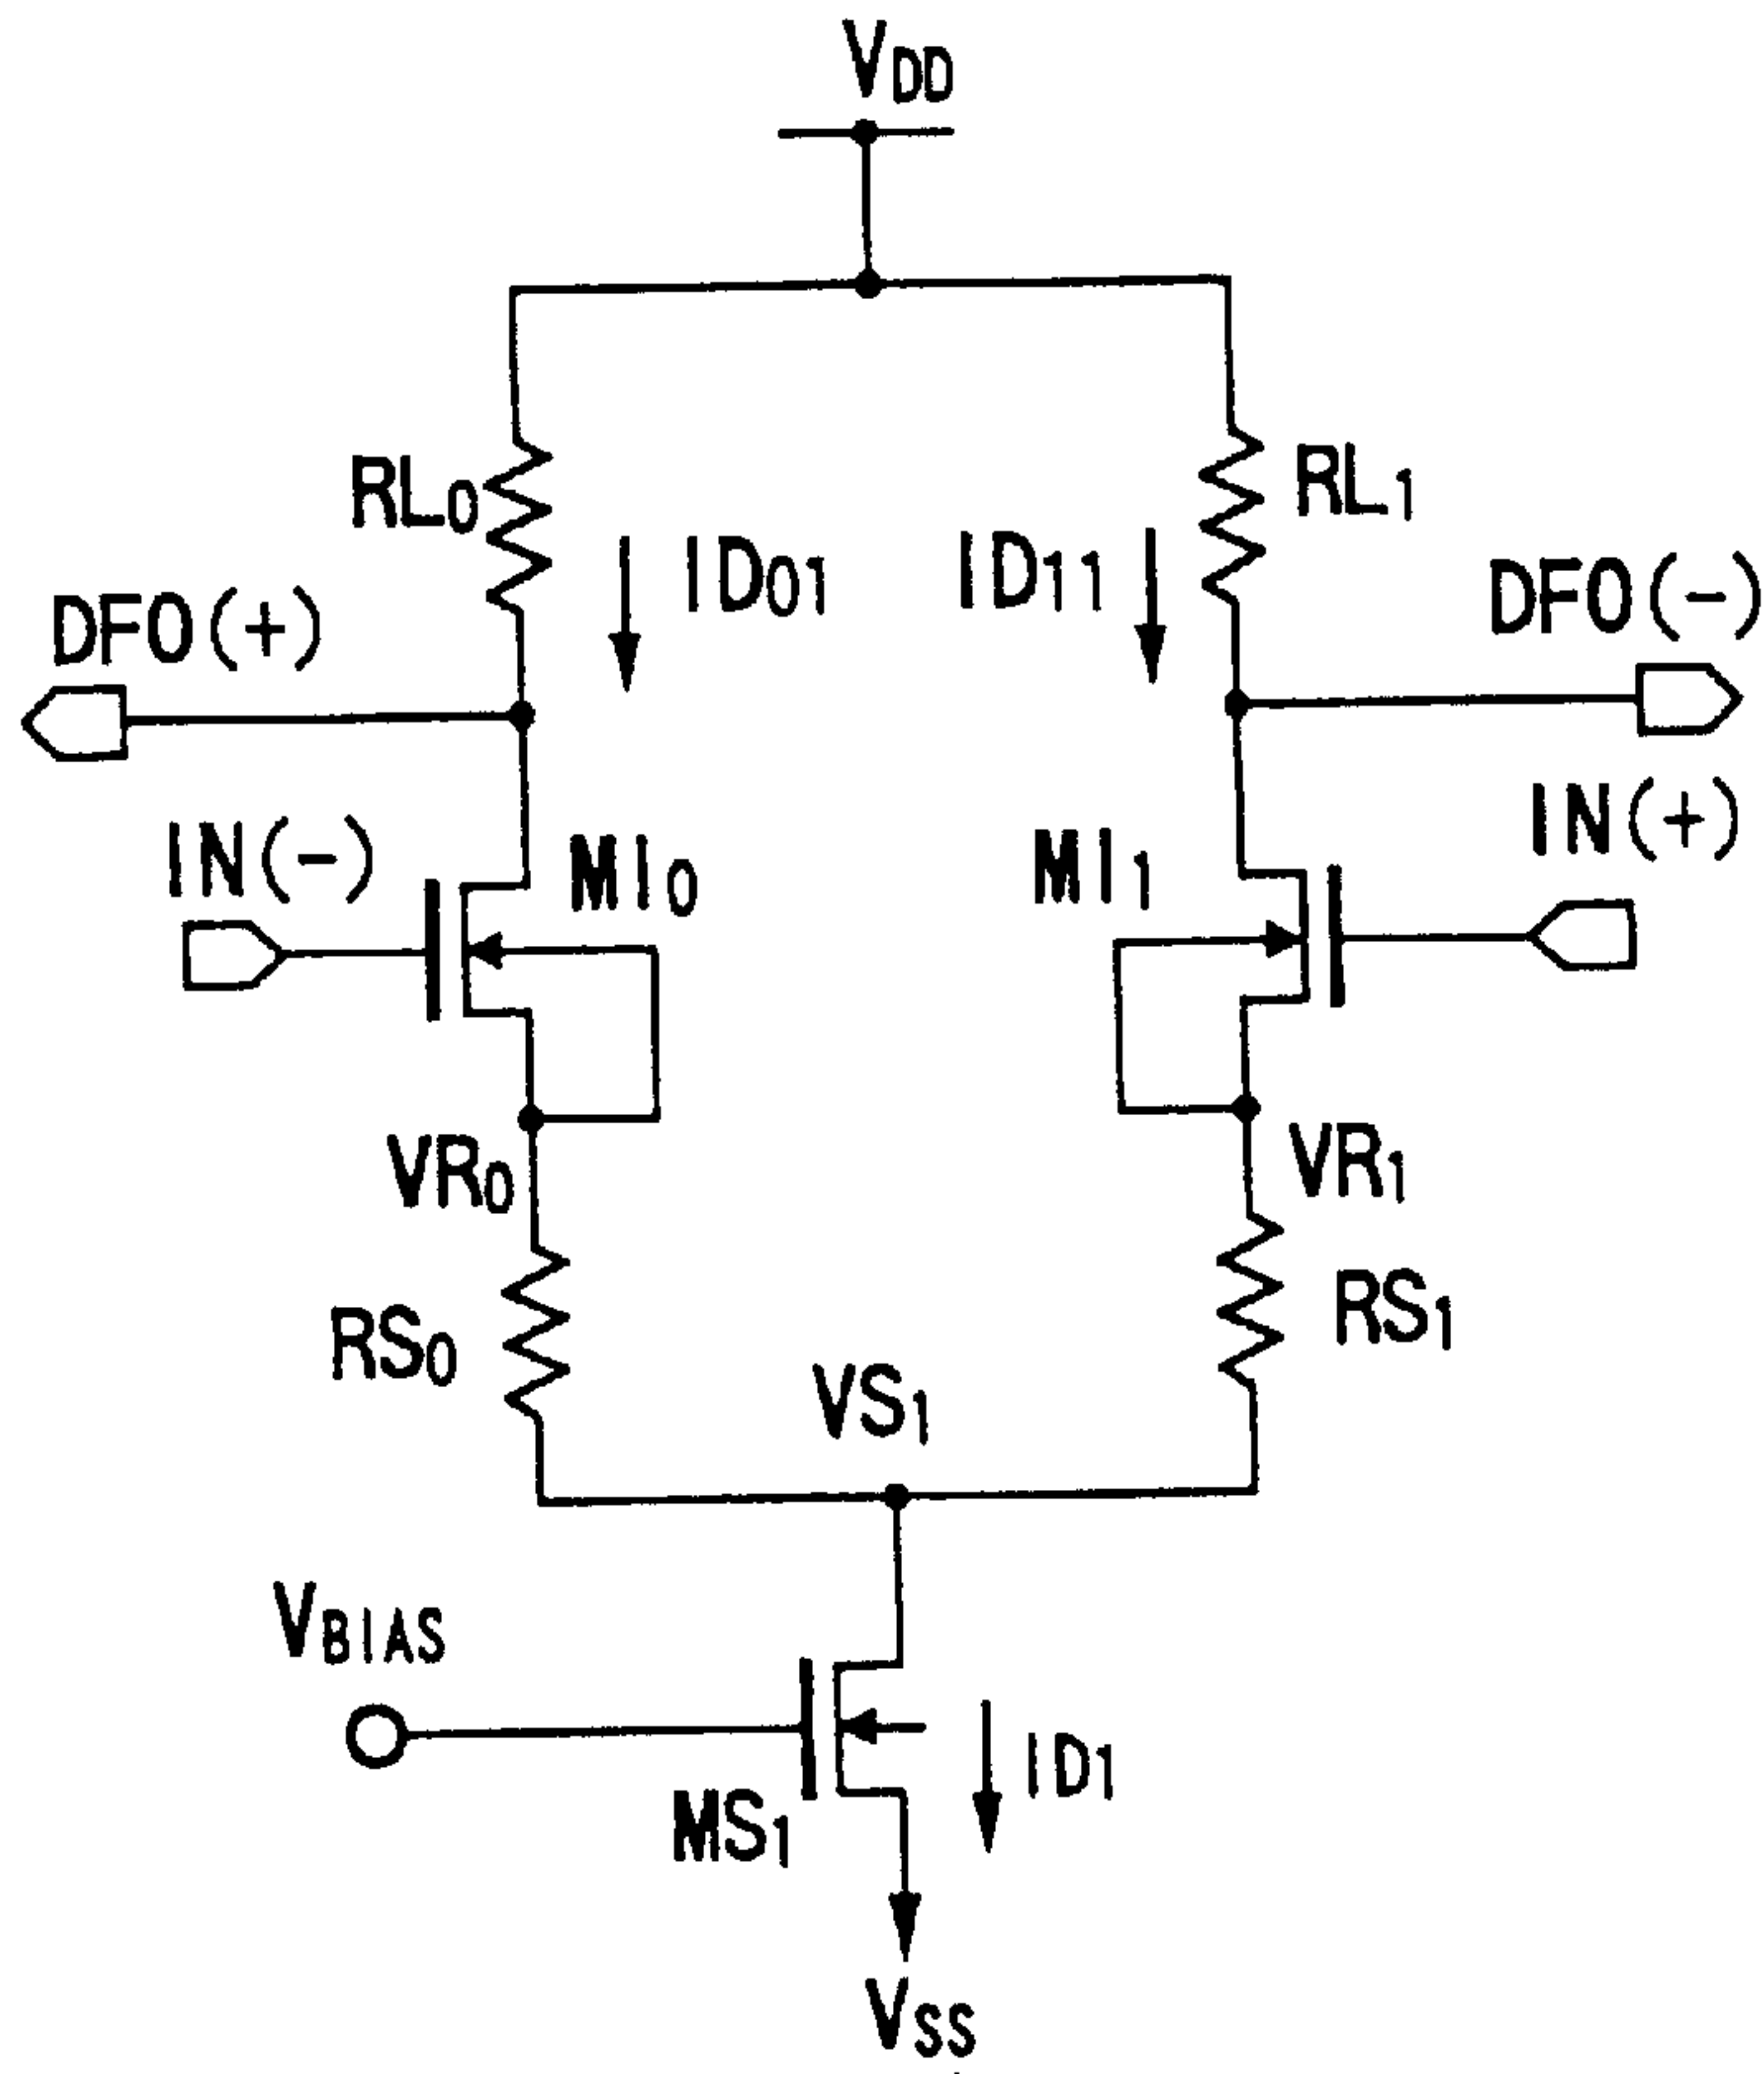 VDD
RL0
RL1
ID01
ID11
DFO(+)
DFO(-)
IN(-)
IN(+)
MI0
MI1
VR0
VR1
RS0
RS1
VS1
VBIAS
ID1
MS1
VSS